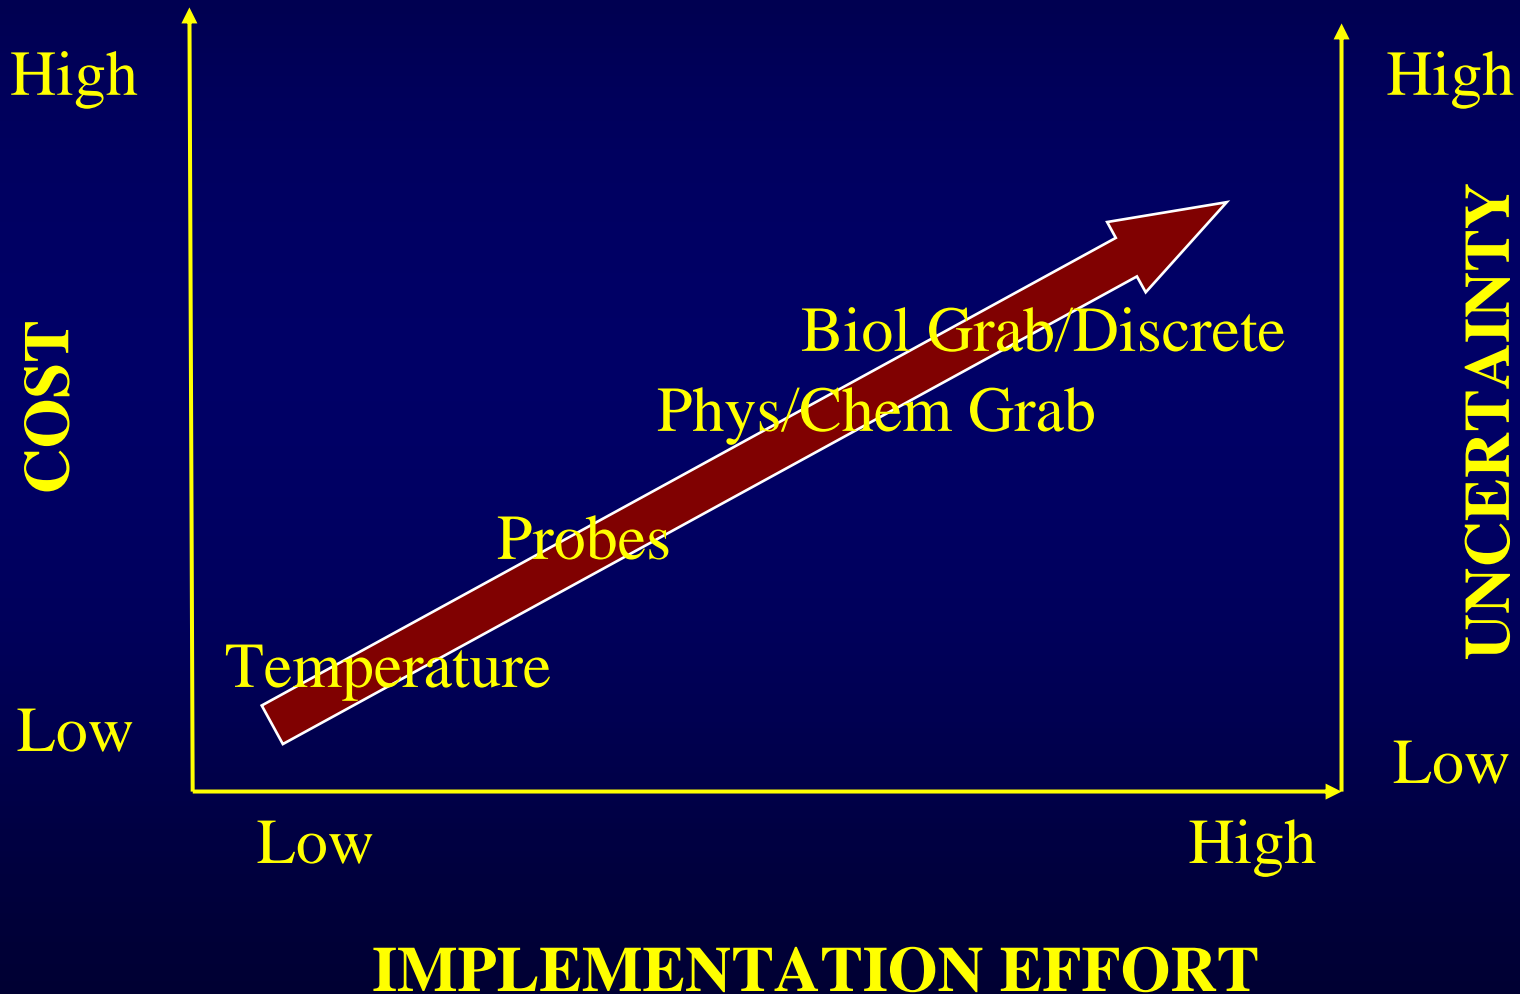 High
High
Biol Grab/Discrete
Phys/Chem Grab
COST
UNCERTAINTY
Probes
Temperature
Low
Low
Low
High
IMPLEMENTATION EFFORT